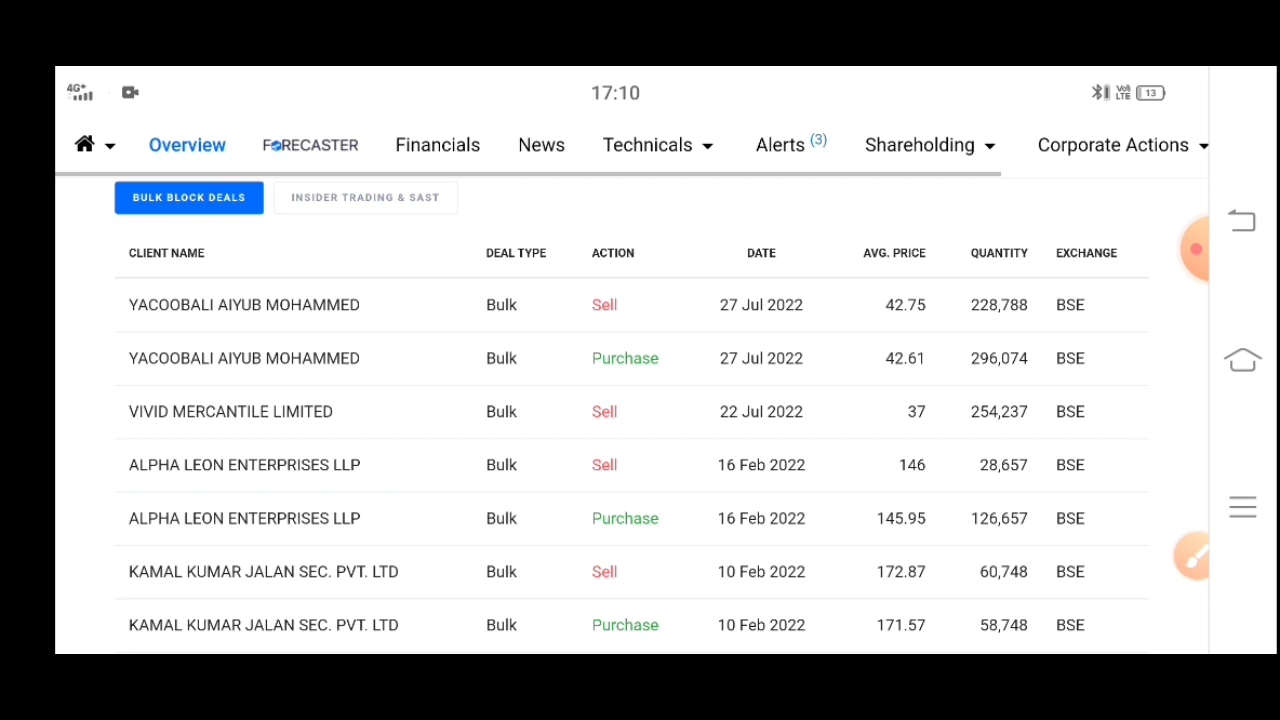 4G+ 17:10 Vo) LTE 13
Overview FORECASTER Financials News Technicals Alerts (3) Shareholding Corporate Actions
BULK BLOCK DEALS INSIDER TRADING & SAST
CLIENT NAME DEAL TYPE ACTION DATE AVG. PRICE QUANTITY EXCHANGE
YACOOBALI AIYUB MOHAMMED Bulk Sell 27 Jul 2022 42.75 228,788 BSE
YACOOBALI AIYUB MOHAMMED Bulk Purchase 27 Jul 2022 42.61 296,074 BSE
VIVID MERCANTILE LIMITED Bulk Sell 22 Jul 2022 37 254,237 BSE
ALPHA LEON ENTERPRISES LLP Bulk Sell 16 Feb 2022 146 28,657 BSE
ALPHA LEON ENTERPRISES LLP Bulk Purchase 16 Feb 2022 145.95 126,657 BSE
KAMAL KUMAR JALAN SEC. PVT. LTD Bulk Sell 10 Feb 2022 172.87 60,748 BSE
KAMAL KUMAR JALAN SEC. PVT. LTD Bulk Purchase 10 Feb 2022 171.57 58,748 BSE